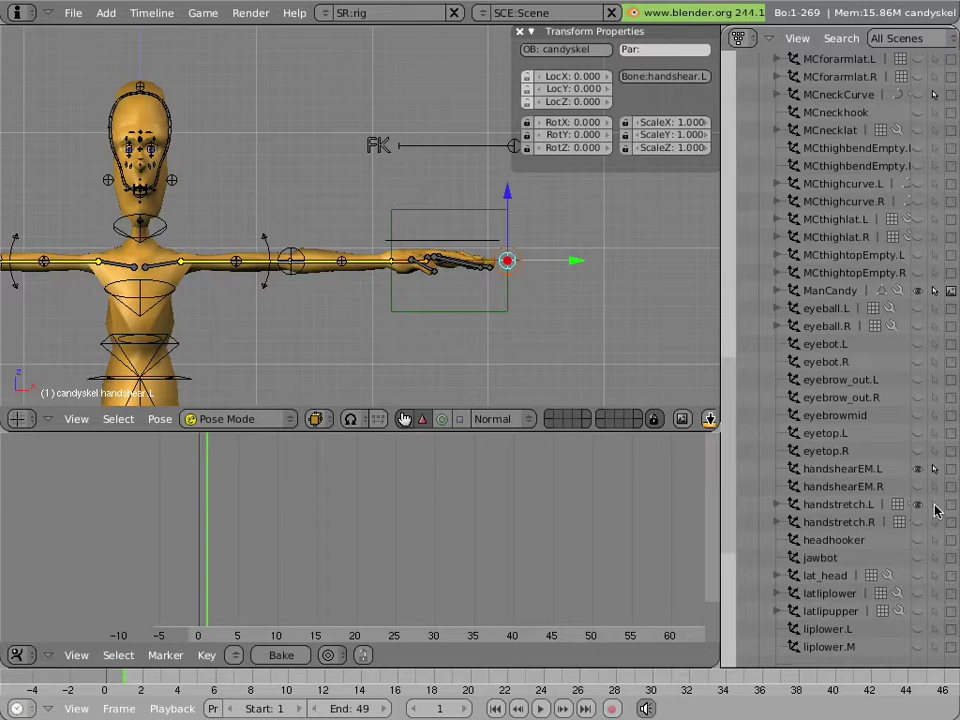 File Add Timeline Game Render Help SR:rig SCE:Scene www.blender.org 244.1 Bo:1-269 | Mem:15.86M candyskel
Transform Properties
OB: candyskel Par:
LocX: 0.000 Bone:handshear.L
LocY: 0.000
LocZ: 0.000
RotX: 0.000 ScaleX: 1.000
RotY: 0.000 ScaleY: 1.000
RotZ: 0.000 ScaleZ: 1.000
FK
z
x
(1) candyskel handshear.L
View Select Pose Pose Mode Normal
-10 -5 0 5 10 15 20 25 30 35 40 45 50 55 60
View Select Marker Key Bake
View Search All Scenes
MCforarmlat.L
MCforarmlat.R
MCneckCurve
MCneckhook
MCnecklat
MCthighbendEmpty.
MCthighbendEmpty.
MCthighcurve.L
MCthighcurve.R
MCthighlat.L
MCthighlat.R
MCthightopEmpty.L
MCthightopEmpty.R
ManCandy
eyeball.L
eyeball.R
eyebot.L
eyebot.R
eyebrow_out.L
eyebrow_out.R
eyebrowmid
eyetop.L
eyetop.R
handshearEM.L
handshearEM.R
handstretch.L
handstretch.R
headhooker
jawbot
lat_head
latliplower
latlipupper
liplower.L
liplower.M
-4 -2 0 2 4 6 8 10 12 14 16 18 20 22 24 26 28 30 32 34 36 38 40 42 44 46
View Frame Playback Pr Start: 1 End: 49 1